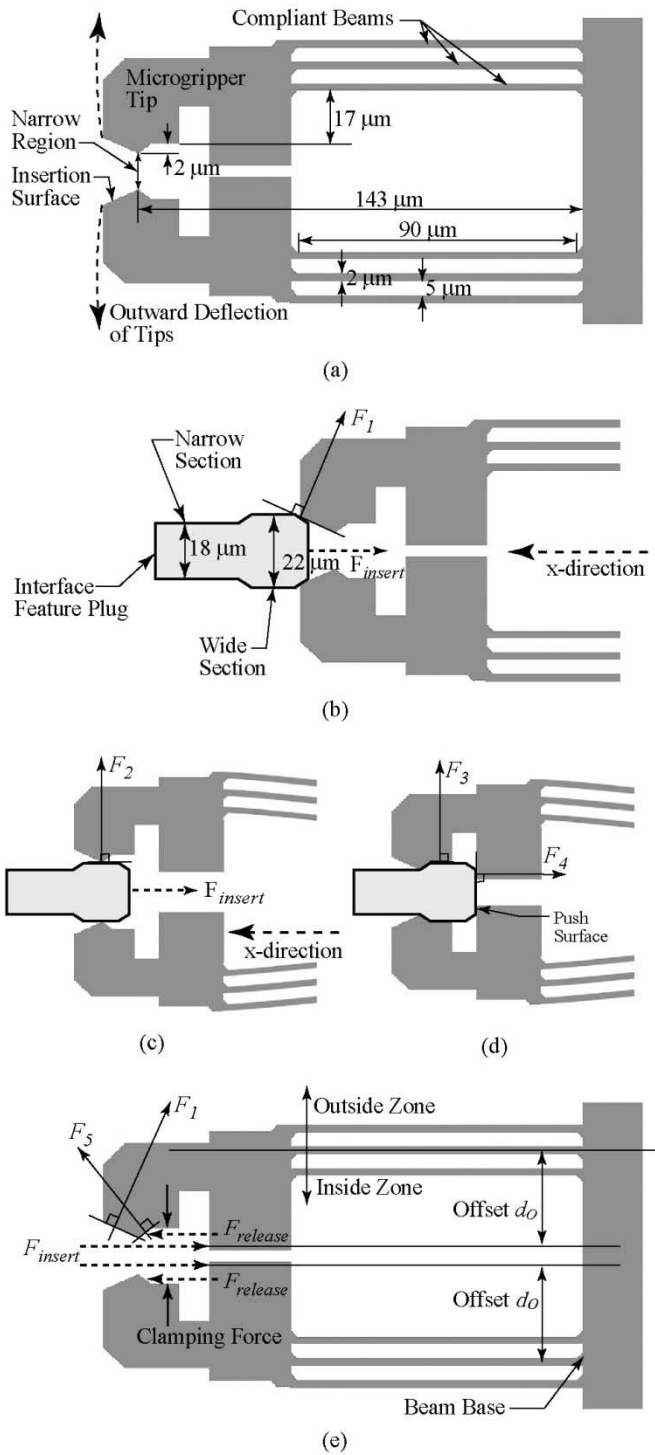 Compliant Beams
Microgripper
Tip
Narrow
Region
17 μm
2 μm
Insertion
Surface
143 μm
90 μm
2 μm
5 μm
Outward Deflection
of Tips
(a)
F1
Narrow
Section
18 μm
22 μm
Finsert
x-direction
Interface
Feature Plug
Wide
Section
(b)
F2
Finsert
x-direction
(c)
F3
F4
Push
Surface
(d)
F1
F5
Outside Zone
Inside Zone
Offset dO
Frelease
Finsert
Frelease
Offset dO
Clamping Force
Beam Base
(e)